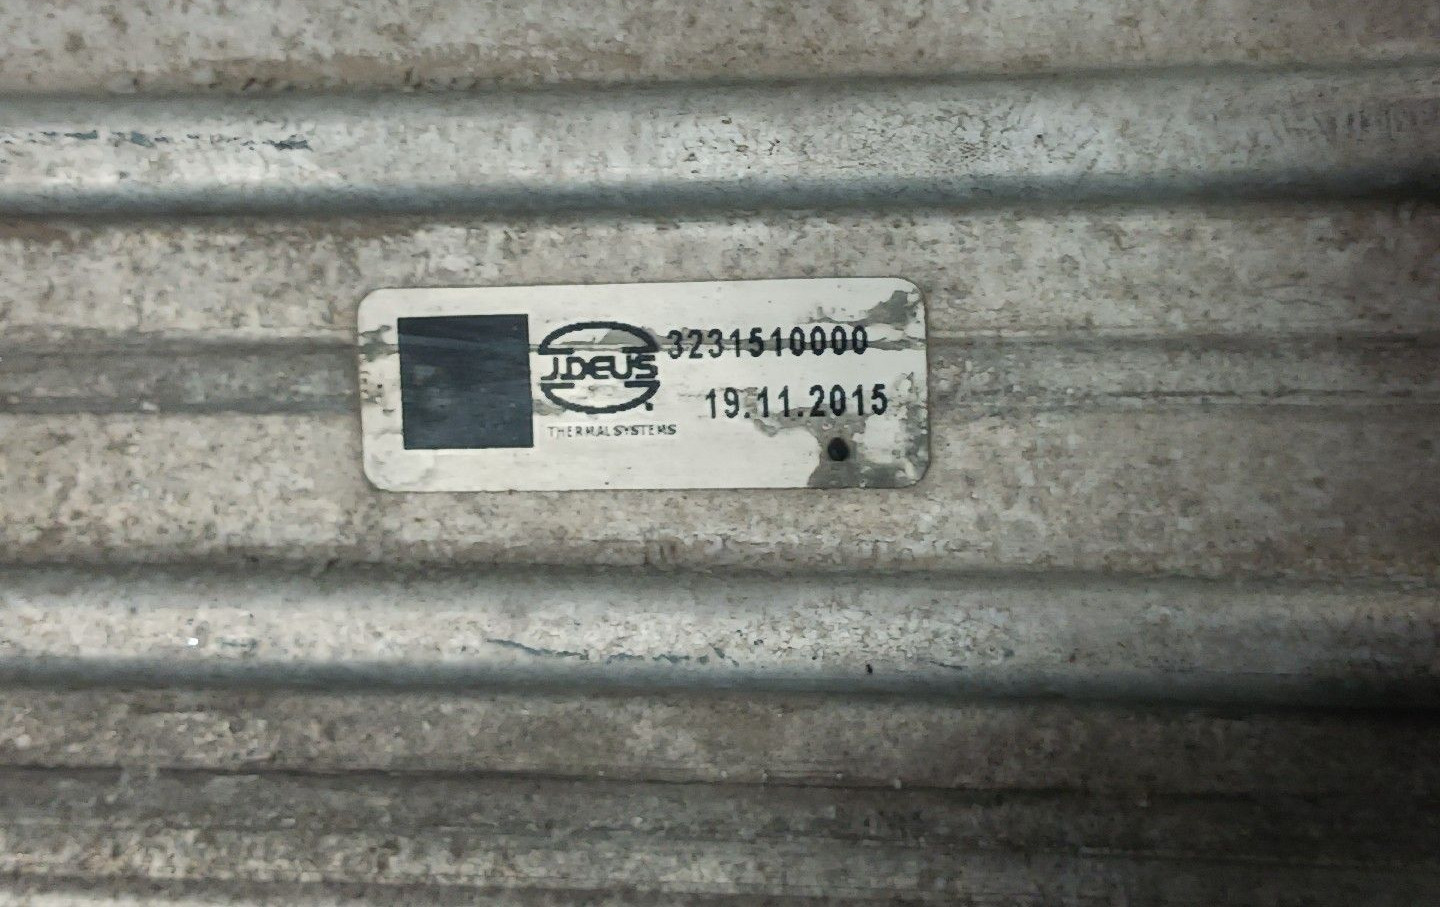 J.DEUS
THERMAL SYSTEMS
3231510000
19.11.2015